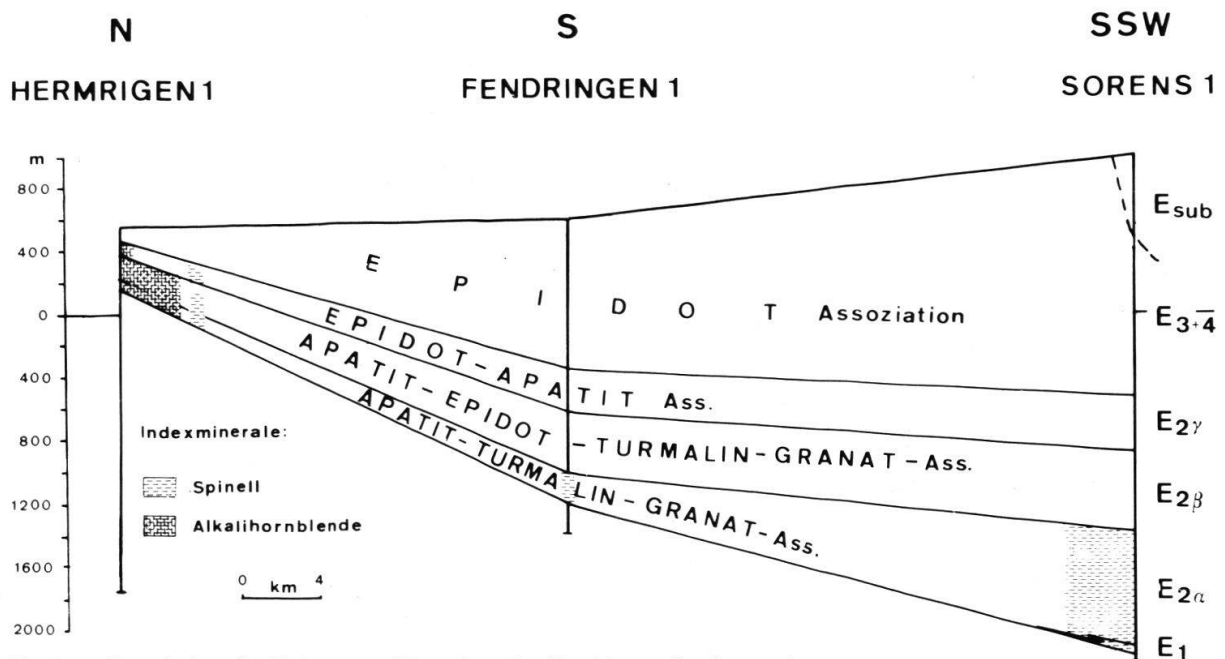 N S SSW
HERMRIGEN 1 FENDRINGEN 1 SORENS 1
m
800
400
0
400
800
1200
1600
2000
EPIDOT Assoziation
EPIDOT-APATIT Ass.
APATIT-EPIDOT-TURMALIN-GRANAT-Ass.
APATIT-TURMALIN-GRANAT-Ass.
Indexminerale:
Spinell
Alkalihornblende
0 km 4
E sub
E 3+4
E 2γ
E 2β
E 2α
E 1